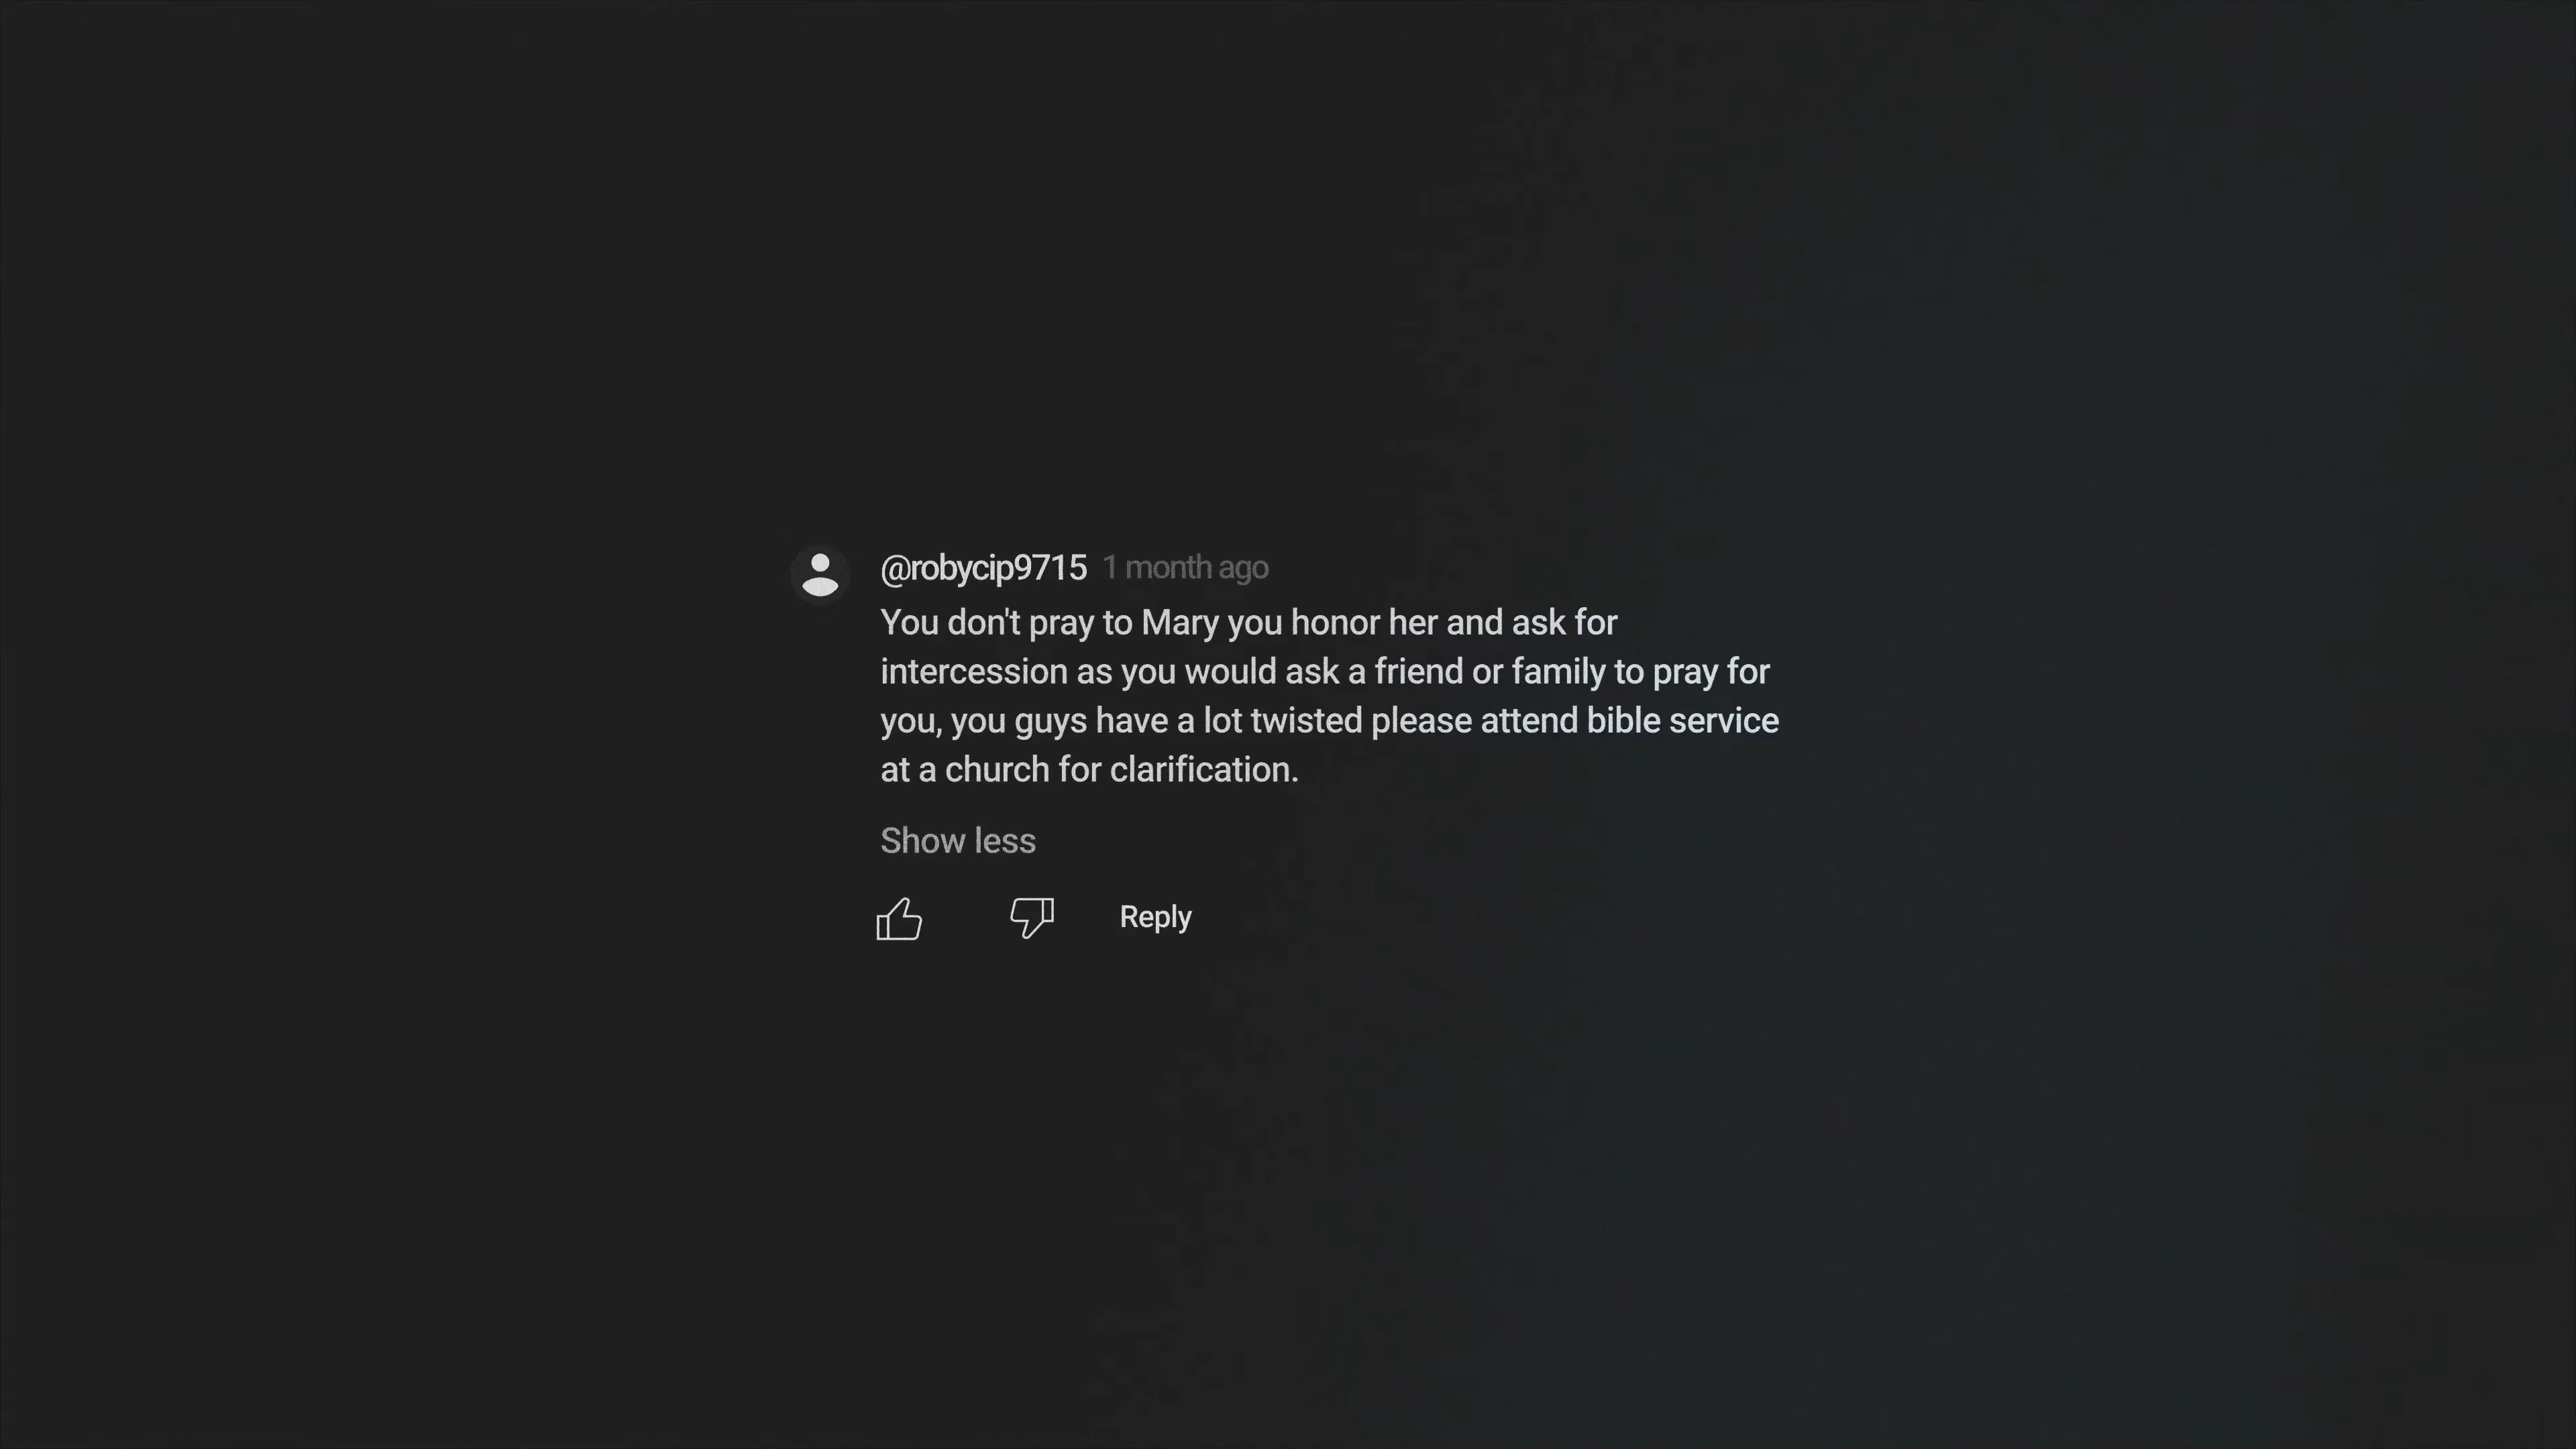 @robycip9715 1 month ago
You don't pray to Mary you honor her and ask for
intercession as you would ask a friend or family to pray for
you, you guys have a lot twisted please attend bible service
at a church for clarification.
Show less
Reply